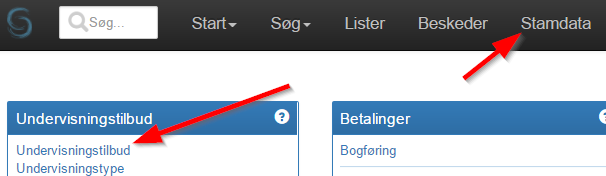 Søg... Start Søg Lister Beskeder Stamdata
Undervisningstilbud ?
Betalinger ?
Undervisningstilbud
Bogføring
Undervisningstype